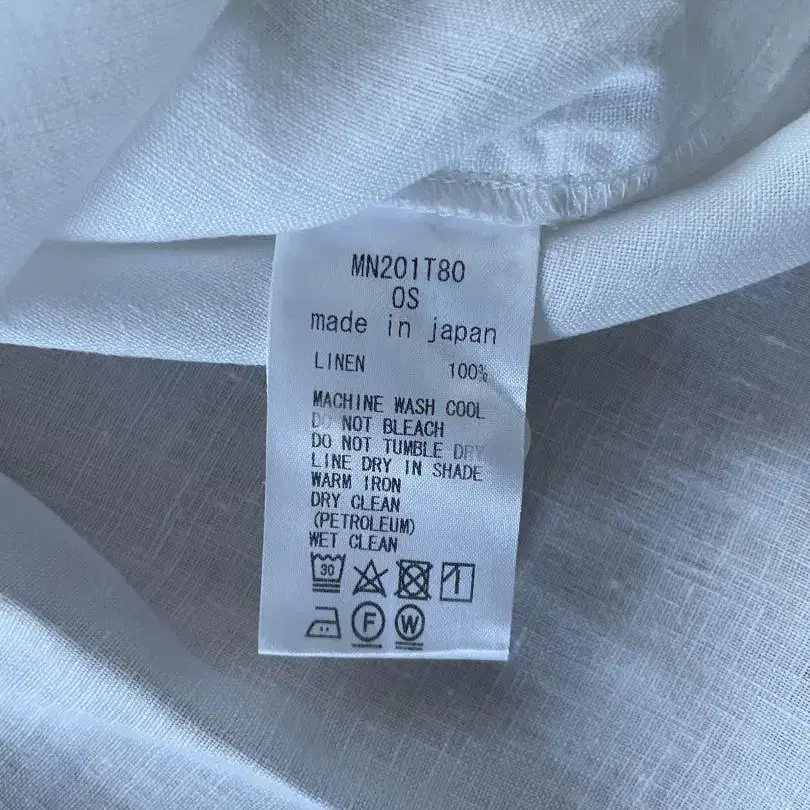 MN201T80
OS
made in japan
LINEN 100%
MACHINE WASH COOL
DO NOT BLEACH
DO NOT TUMBLE DRY
LINE DRY IN SHADE
WARM IRON
DRY CLEAN
(PETROLEUM)
WET CLEAN
30
F W